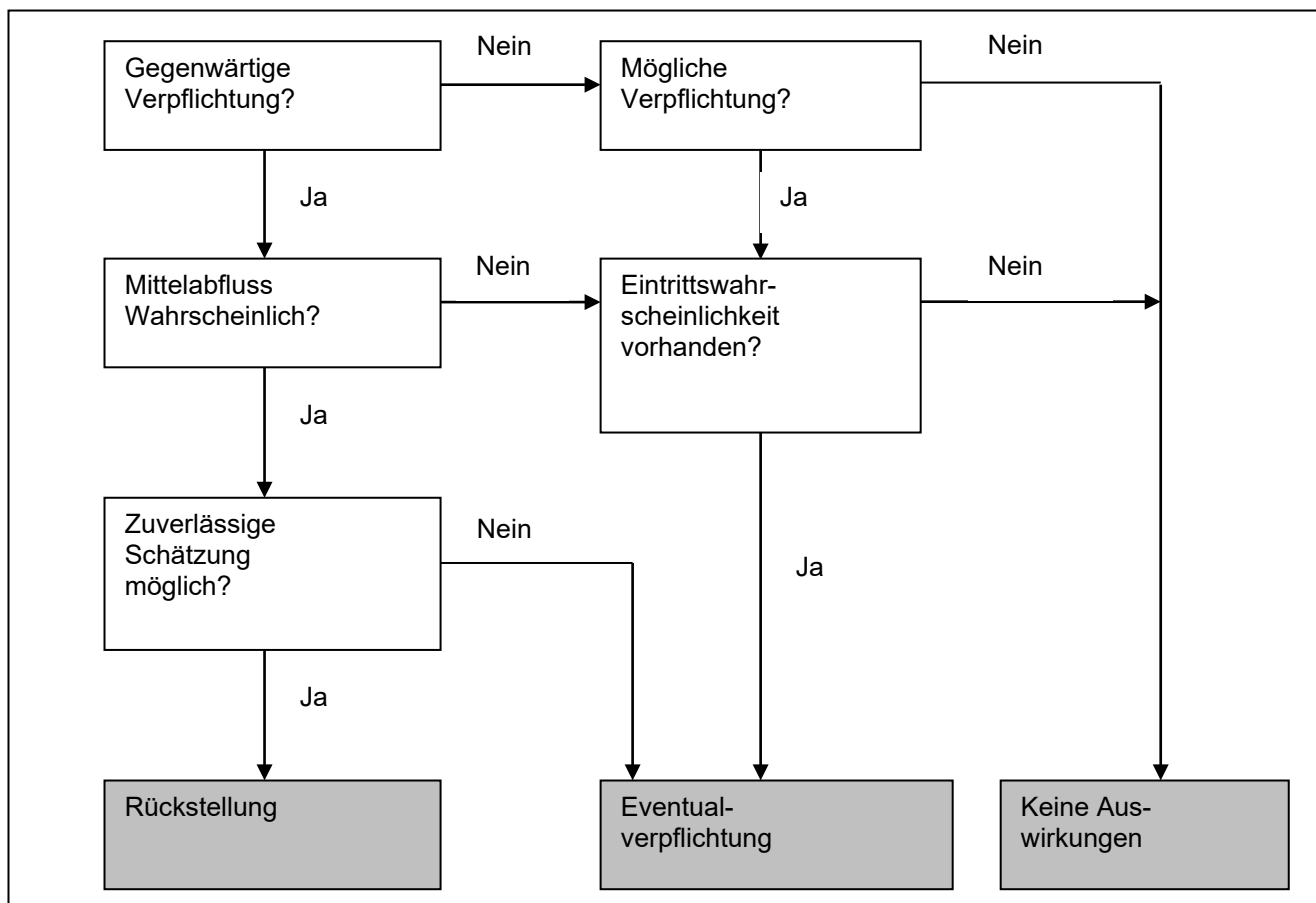 Gegenwärtige
Verpflichtung?
Nein
Mögliche
Verpflichtung?
Nein
Ja
Ja
Mittelabfluss
Wahrscheinlich?
Nein
Eintrittswahr-
scheinlichkeit
vorhanden?
Nein
Ja
Zuverlässige
Schätzung
möglich?
Nein
Ja
Ja
Rückstellung
Eventual-
verpflichtung
Keine Aus-
wirkungen